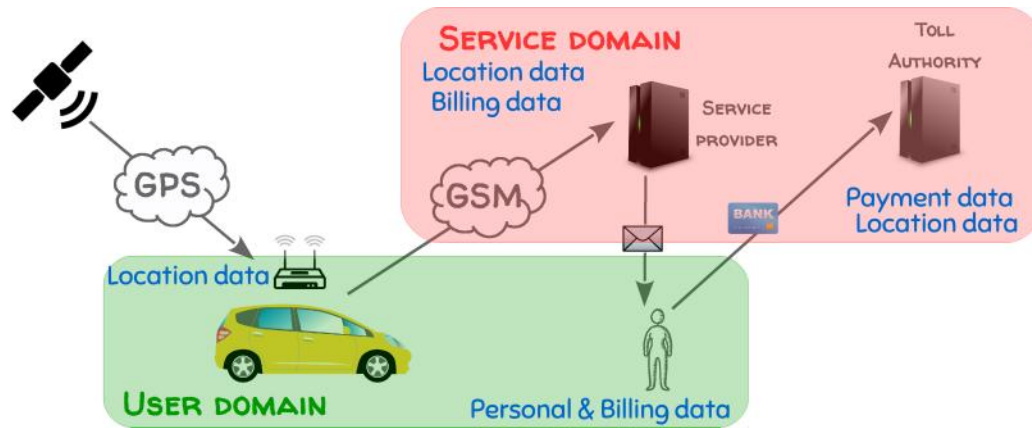 SERVICE DOMAIN
Location data
Billing data
SERVICE
PROVIDER
TOLL
AUTHORITY
Payment data
Location data
GPS
GSM
BANK
Location data
USER DOMAIN
Personal & Billing data